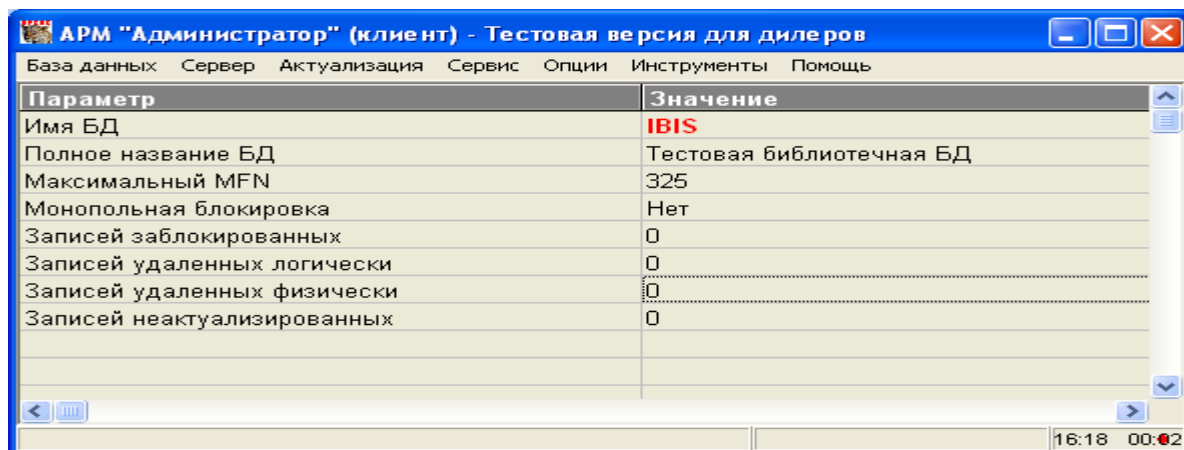 АРМ "Администратор" (клиент) - Тестовая версия для дилеров
База данных Сервер Актуализация Сервис Опции Инструменты Помощь
Параметр Значение
Имя БД IBIS
Полное название БД Тестовая библиотечная БД
Максимальный MFN 325
Монопольная блокировка Нет
Записей заблокированных 0
Записей удаленных логически 0
Записей удаленных физически 0
Записей неактуализированных 0
16:18 00:02